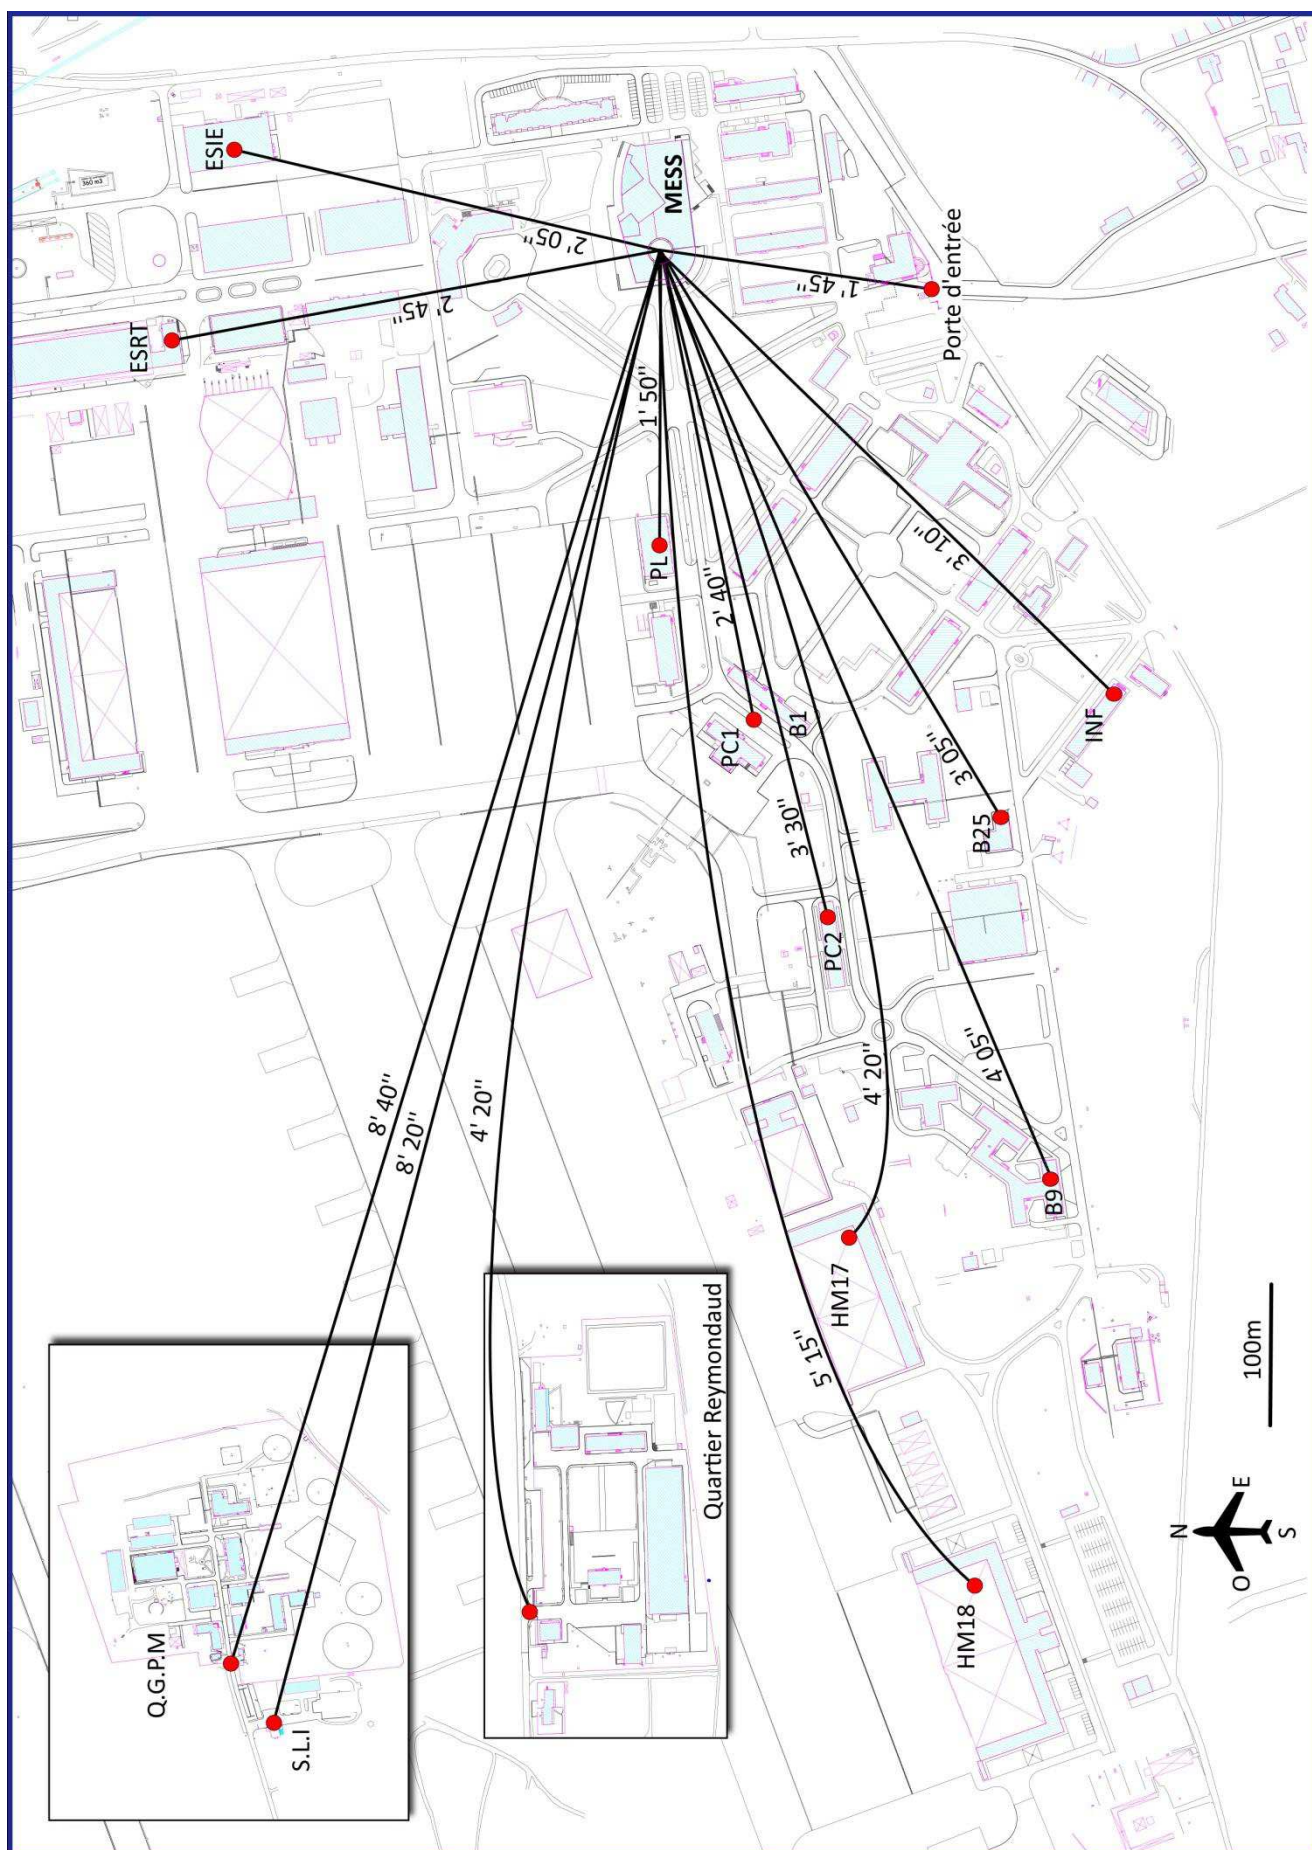 ESIE
360 m3
MESS
2' 05"
Porte d'entrée
1' 45"
ESRT
2' 45"
1' 50"
PL
3' 10"
2' 40"
INF
B1
PC1
3' 05"
B25
3' 30"
PC2
4' 05"
4' 20"
B9
8' 40"
8' 20"
4' 20"
HM17
5' 15"
Quartier Reymondaud
100m
HM18
Q.G.P.M
S.L.I
N
E
S
O